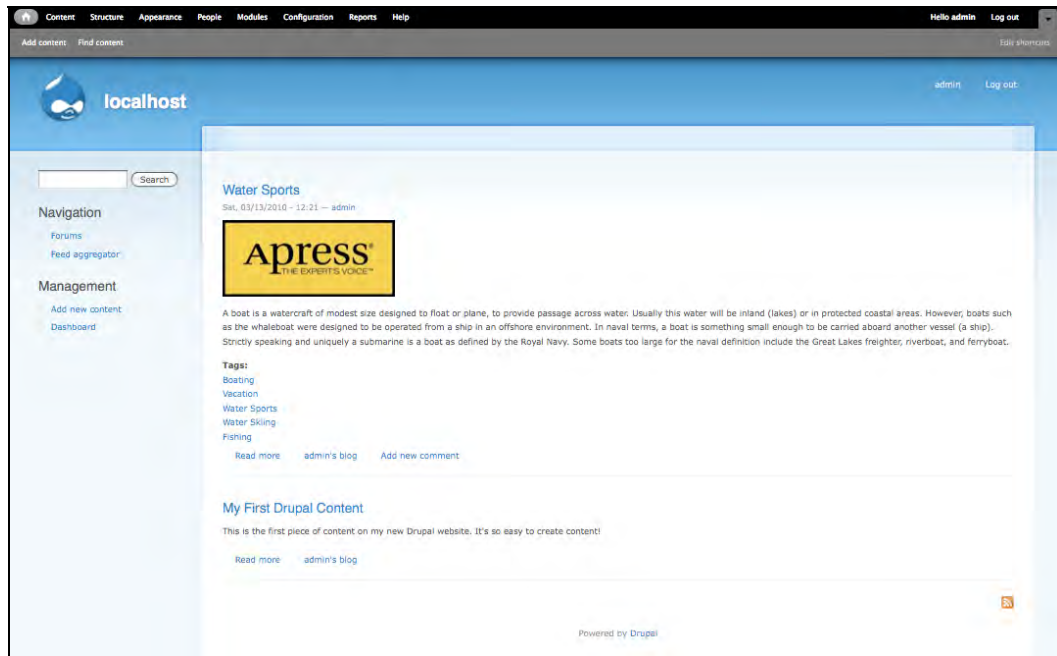 Content Structure Appearance People Modules Configuration Reports Help Hello admin Log out
Add content Find content Edit shortcuts
admin Log out
localhost
Search
Navigation
Forums
Feed aggregator
Management
Add new content
Dashboard
Water Sports
Sat, 03/13/2010 - 12:21 — admin
Apress®
THE EXPERT'S VOICE™
A boat is a watercraft of modest size designed to float or plane, to provide passage across water. Usually this water will be inland (lakes) or in protected coastal areas. However, boats such
as the whaleboat were designed to be operated from a ship in an offshore environment. In naval terms, a boat is something small enough to be carried aboard another vessel (a ship).
Strictly speaking and uniquely a submarine is a boat as defined by the Royal Navy. Some boats too large for the naval definition include the Great Lakes freighter, riverboat, and ferryboat.
Tags:
Boating
Vacation
Water Sports
Water Skiing
Fishing
Read more admin's blog Add new comment
My First Drupal Content
This is the first piece of content on my new Drupal website. It's so easy to create content!
Read more admin's blog
Powered by Drupal